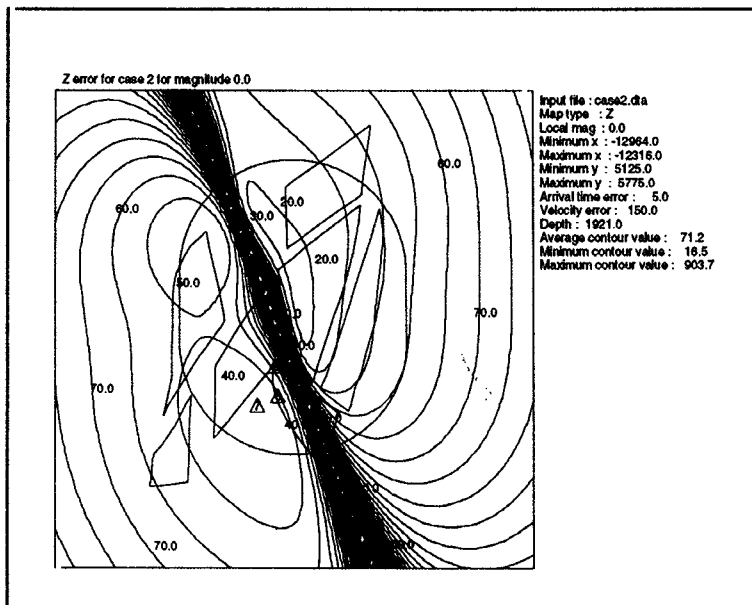 Z error for case 2 for magnitude 0.0
Input file : case2.dta
Map type : Z
Local mag : 0.0
Minimum x : -12964.0
Maximum x : -12316.0
Minimum y : 5125.0
Maximum y : 5775.0
Arrival time error : 5.0
Velocity error : 150.0
Depth : 1921.0
Average contour value : 71.2
Minimum contour value : 16.5
Maximum contour value : 903.7
60.0
20.0
60.0
30.0
20.0
50.0
70.0
40.0
70.0
40
70.0